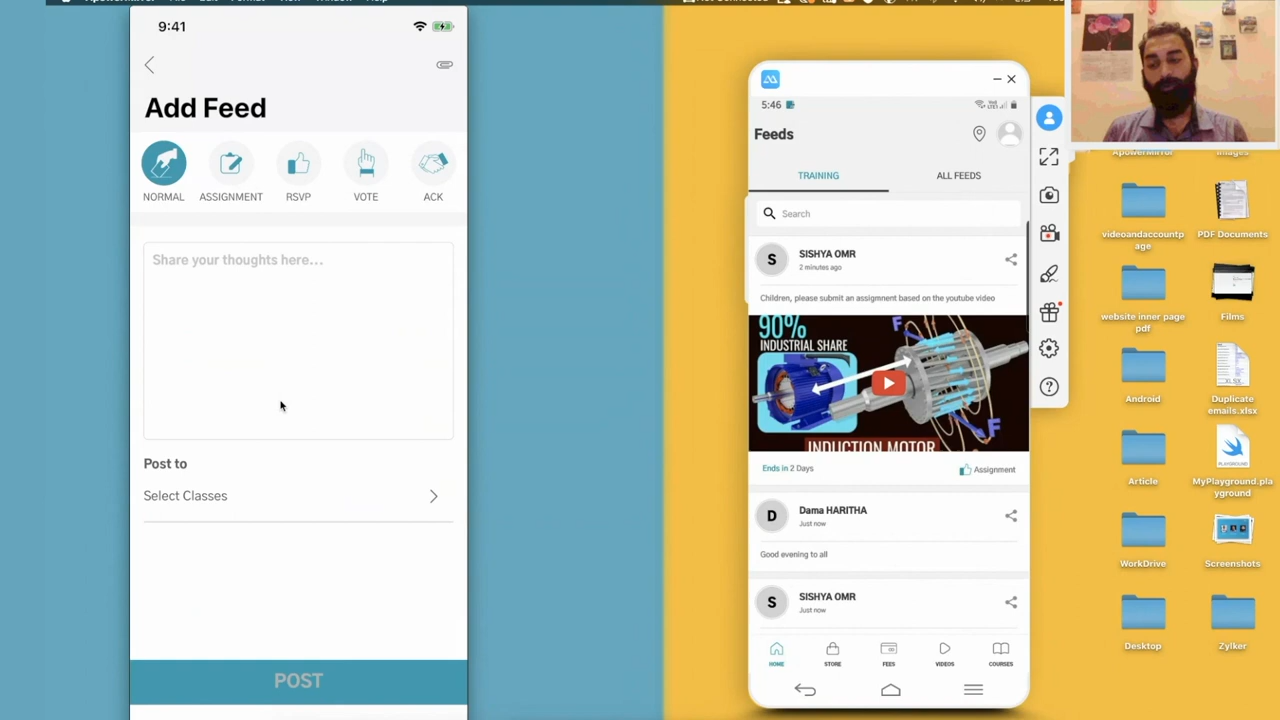 9:41
Add Feed
NORMAL
ASSIGNMENT
RSVP
VOTE
ACK
Share your thoughts here...
Post to
Select Classes
POST
5:46
Feeds
TRAINING
ALL FEEDS
Search
S
SISHYA OMR
2 minutes ago
Children, please submit an assigmnent based on the youtube video
90%
INDUSTRIAL SHARE
F
F
INDUCTION MOTOR
Ends in 2 Days
Assignment
D
Dama HARITHA
Just now
Good evening to all
S
SISHYA OMR
Just now
HOME
STORE
FEES
VIDEOS
COURSES
videoandaccountp
age
PDF Documents
website inner page
pdf
Films
Android
Duplicate
emails.xlsx
XLSX
Article
MyPlayground.pla
yground
PLAYGROUND
WorkDrive
Screenshots
Desktop
Zylker